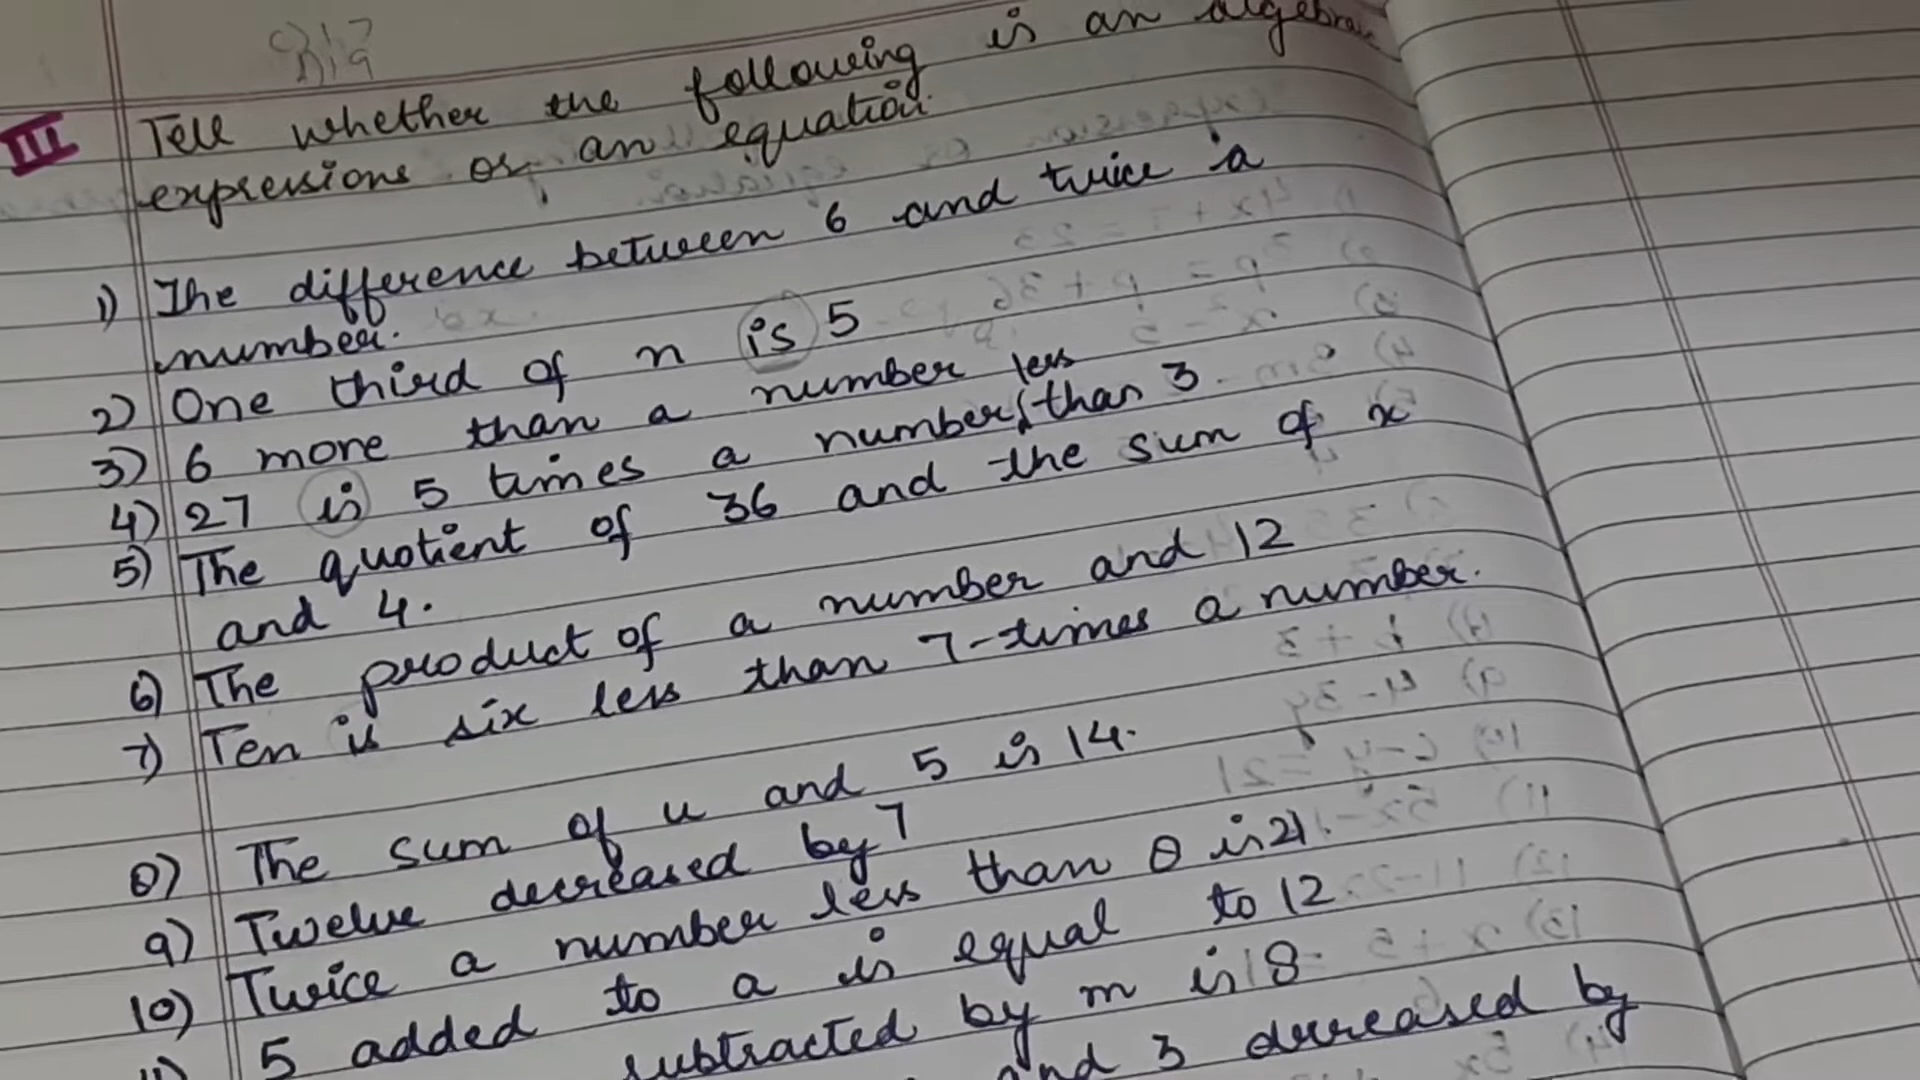 III Tell whether the following is an algebraic
expressions or an equation.
1) The difference between 6 and twice a
number.
2) One third of n is 5
3) 6 more than a number
4) 27 is 5 times a number less than 3.
5) The quotient of 36 and the sum of x
and 4.
6) The product of a number and 12
7) Ten is six less than 7-times a number.
8) The sum of u and 5 is 14.
9) Twelve decreased by 7
10) Twice a number less than 8 is 21.
5 added to a is equal to 12
subtracted by m is 18.
and 3 decreased by